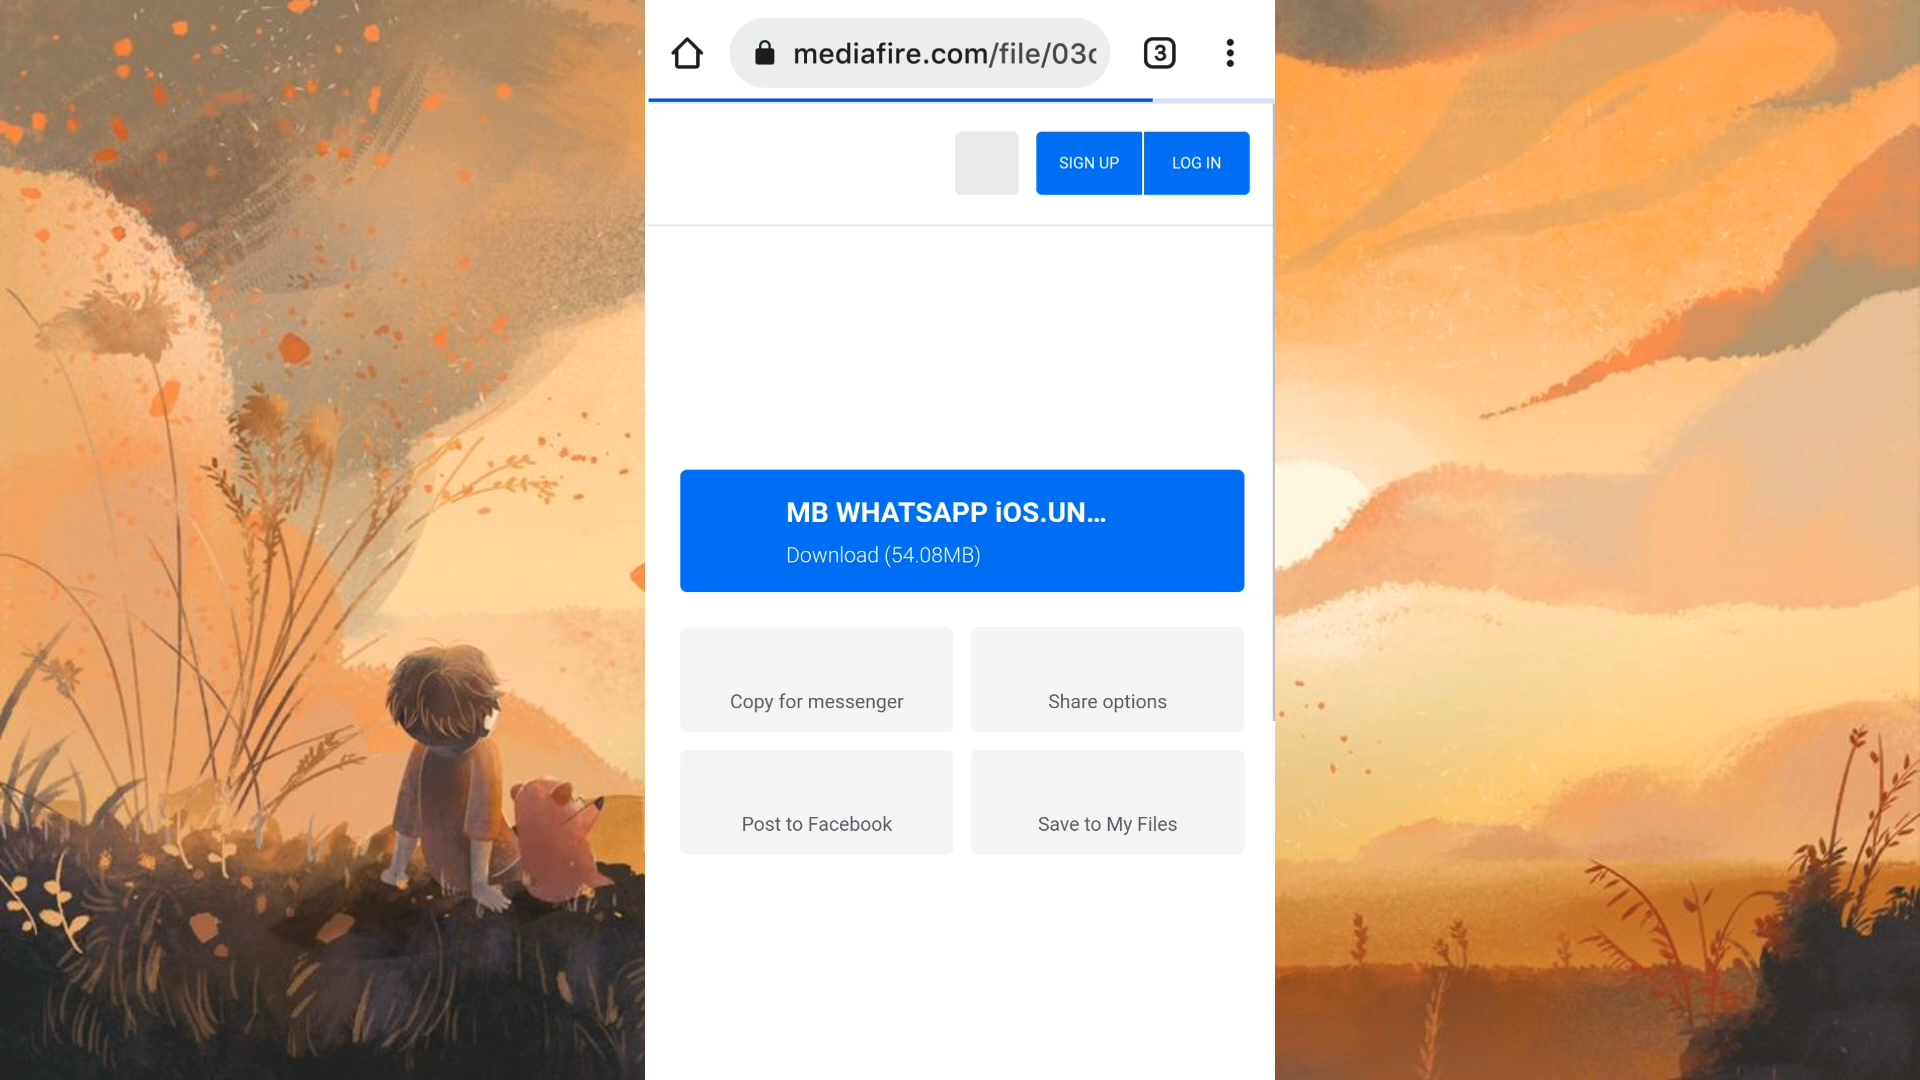 mediafire.com/file/03
3
SIGN UP
LOG IN
MB WHATSAPP iOS.UN...
Download (54.08MB)
Copy for messenger
Share options
Post to Facebook
Save to My Files